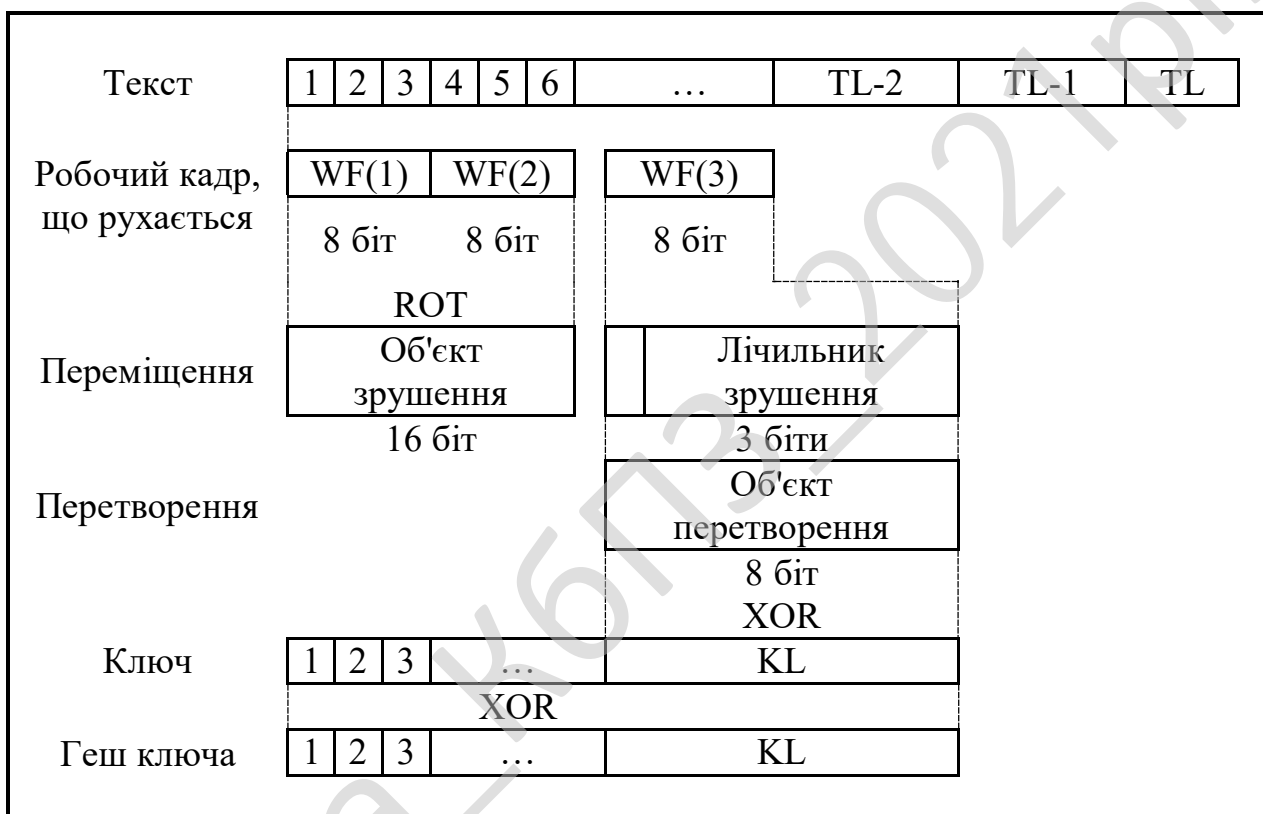 Текст 1 2 3 4 5 6 … TL-2 TL-1 TL
Робочий кадр, що рухається
WF(1) WF(2) WF(3)
8 біт 8 біт 8 біт
ROT
Переміщення
Об'єкт зрушення
Лічильник зрушення
16 біт 3 біти
Перетворення
Об'єкт перетворення
8 біт
XOR
Ключ 1 2 3 … KL
XOR
Геш ключа 1 2 3 … KL